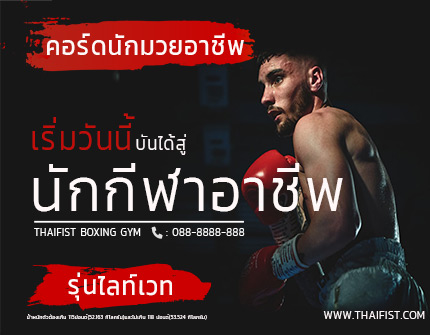 คอร์ดนักมวยอาชีพ
เริ่มวันนี้ บันได้สู่
นักกีฬาอาชีพ
THAIFIST BOXING GYM : 088-8888-888
รุ่นไลท์เวท
WWW.THAIFIST.COM